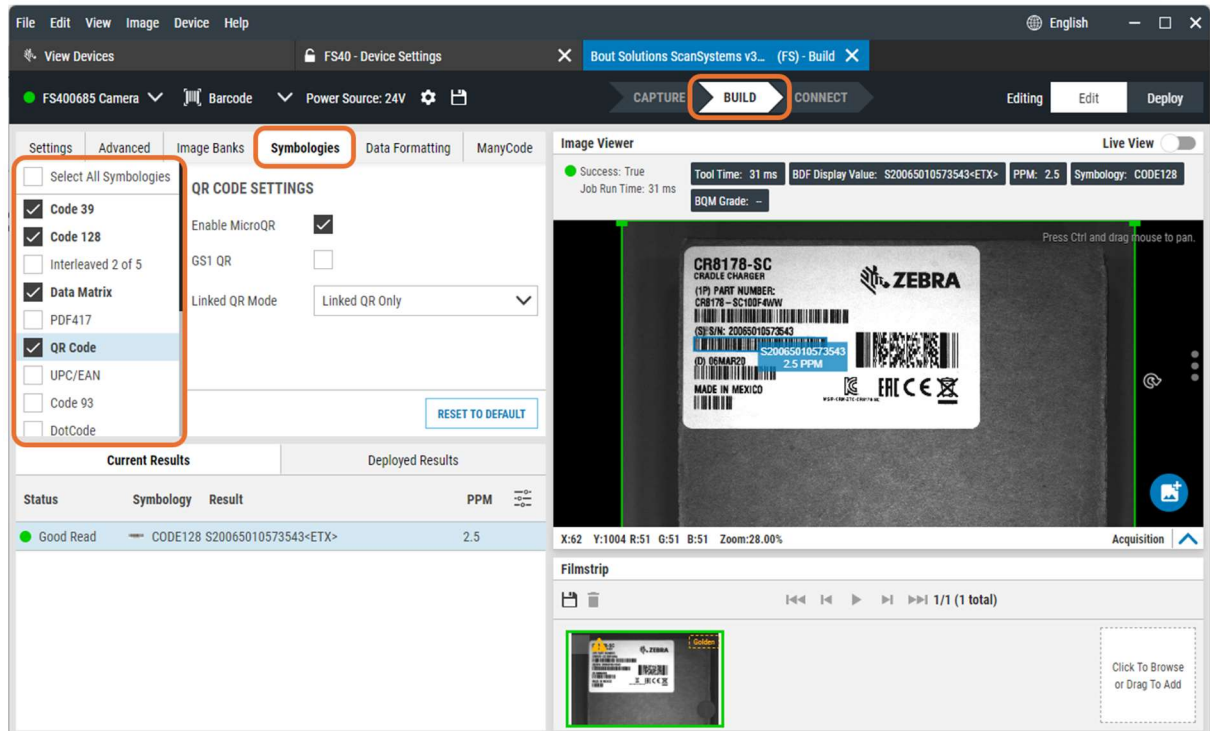 File Edit View Image Device Help
English
View Devices
FS40 - Device Settings
Bout Solutions ScanSystems v3... (FS) - Build
FS400685 Camera
Barcode
Power Source: 24V
CAPTURE
BUILD
CONNECT
Editing
Edit
Deploy
Settings
Advanced
Image Banks
Symbologies
Data Formatting
ManyCode
Select All Symbologies
Code 39
Code 128
Interleaved 2 of 5
Data Matrix
PDF417
QR Code
UPC/EAN
Code 93
DotCode
QR CODE SETTINGS
Enable MicroQR
GS1 QR
Linked QR Mode
Linked QR Only
RESET TO DEFAULT
Current Results
Deployed Results
Status
Symbology
Result
PPM
Good Read
CODE128 S20065010573543<ETX>
2.5
Image Viewer
Live View
Success: True
Job Run Time: 31 ms
Tool Time: 31 ms
BDF Display Value: S20065010573543<ETX>
PPM: 2.5
Symbology: CODE128
BQM Grade: --
Press Ctrl and drag mouse to pan.
CR8178-SC
CRADLE CHARGER
(1P) PART NUMBER:
CR8178-SC100F4WW
(S) S/N: 20065010573543
S20065010573543
2.5 PPM
(D) 06MAR20
MADE IN MEXICO
ZEBRA
EAC CE
X:62 Y:1004 R:51 G:51 B:51 Zoom:28.00%
Acquisition
Filmstrip
1/1 (1 total)
Golden
ZEBRA
Click To Browse
or Drag To Add